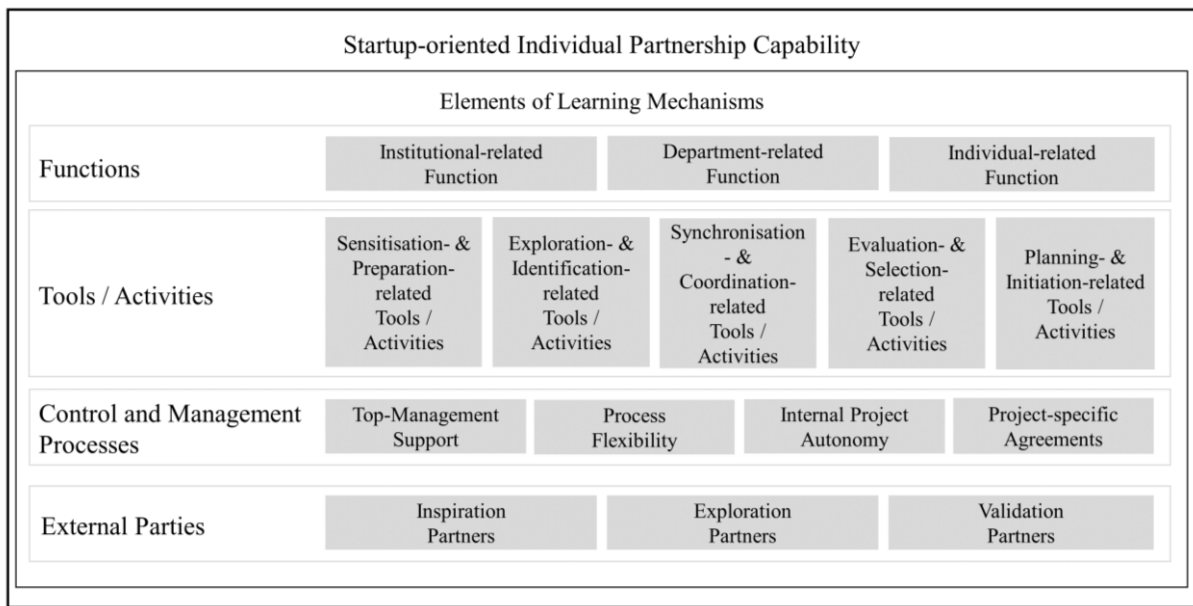 Startup-oriented Individual Partnership Capability
Elements of Learning Mechanisms
Functions
Institutional-related
Function
Department-related
Function
Individual-related
Function
Tools / Activities
Sensitisation- &
Preparation-
related
Tools /
Activities
Exploration- &
Identification-
related
Tools /
Activities
Synchronisation
- &
Coordination-
related
Tools /
Activities
Evaluation- &
Selection-
related
Tools /
Activities
Planning- &
Initiation-related
Tools /
Activities
Control and Management
Processes
Top-Management
Support
Process
Flexibility
Internal Project
Autonomy
Project-specific
Agreements
External Parties
Inspiration
Partners
Exploration
Partners
Validation
Partners